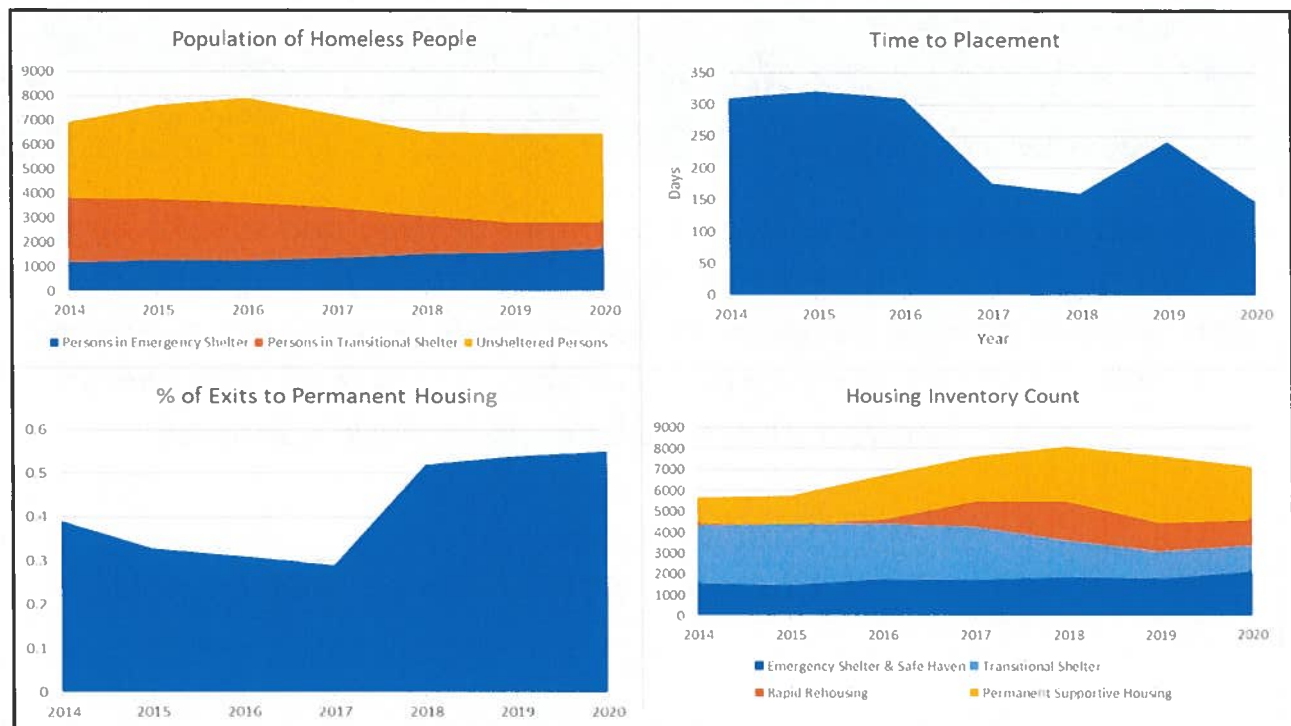 Population of Homeless People
9000
8000
7000
6000
5000
4000
3000
2000
1000
0
2014 2015 2016 2017 2018 2019 2020
Persons in Emergency Shelter Persons in Transitional Shelter Unsheltered Persons
Time to Placement
350
300
250
200
150
100
50
0
Days
2014 2015 2016 2017 2018 2019 2020
Year
% of Exits to Permanent Housing
0.6
0.5
0.4
0.3
0.2
0.1
0
2014 2015 2016 2017 2018 2019 2020
Housing Inventory Count
9000
8000
7000
6000
5000
4000
3000
2000
1000
0
2014 2015 2016 2017 2018 2019 2020
Emergency Shelter & Safe Haven Transitional Shelter
Rapid Rehousing Permanent Supportive Housing